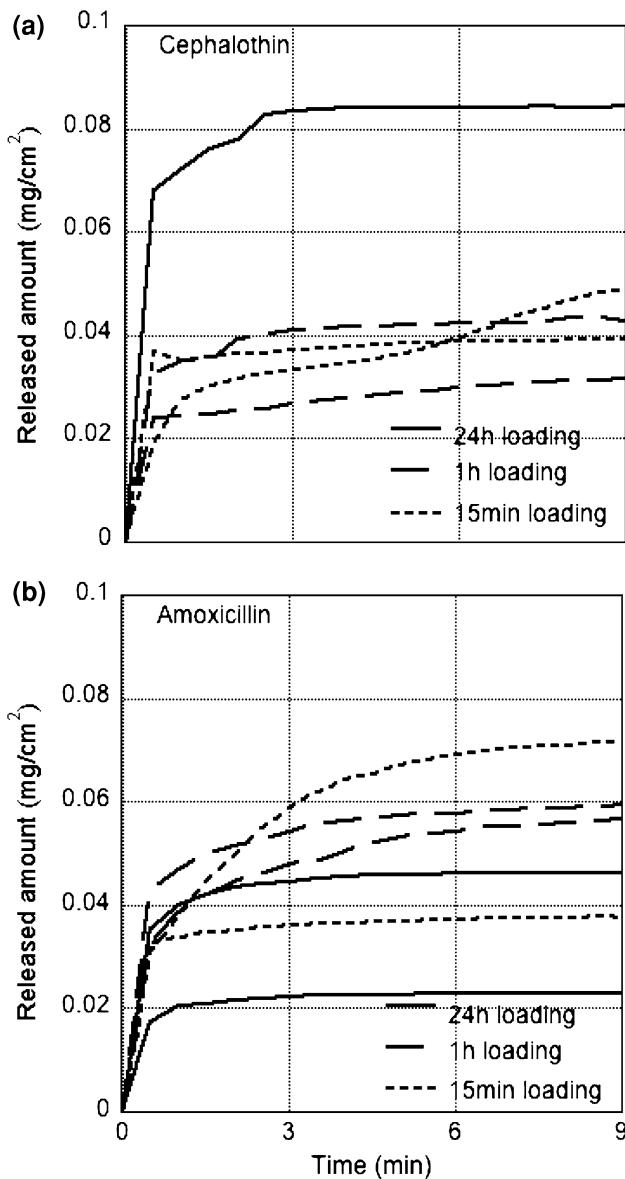 (a)
Cephalothin
0.1
0.08
0.06
0.04
0.02
0
Released amount (mg/cm²)
24h loading
1h loading
15min loading
(b)
Amoxicillin
0.1
0.08
0.06
0.04
0.02
0
Released amount (mg/cm²)
24h loading
1h loading
15min loading
0 3 6 9
Time (min)